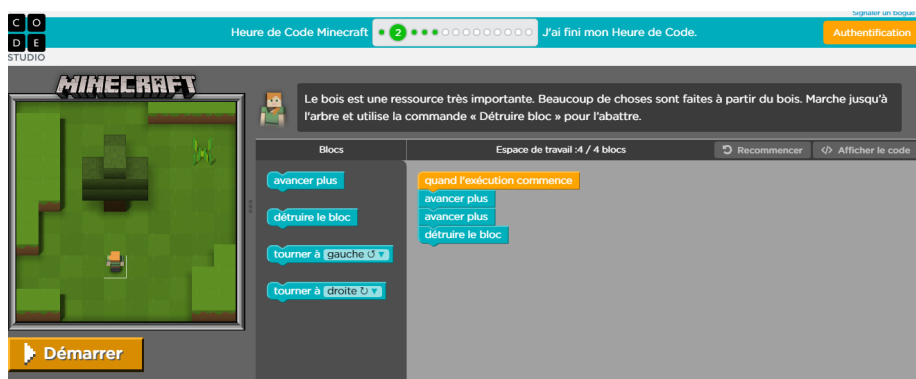 Signaler un bogue
C O
D E
STUDIO
Heure de Code Minecraft
2
J'ai fini mon Heure de Code.
Authentification
MINECRAFT
Le bois est une ressource très importante. Beaucoup de choses sont faites à partir du bois. Marche jusqu'à
l'arbre et utilise la commande « Détruire bloc » pour l'abattre.
Blocs
Espace de travail :4 / 4 blocs
Recommencer
</> Afficher le code
avancer plus
détruire le bloc
tourner à gauche ↺ ▼
tourner à droite ↻ ▼
quand l'exécution commence
avancer plus
avancer plus
détruire le bloc
Démarrer